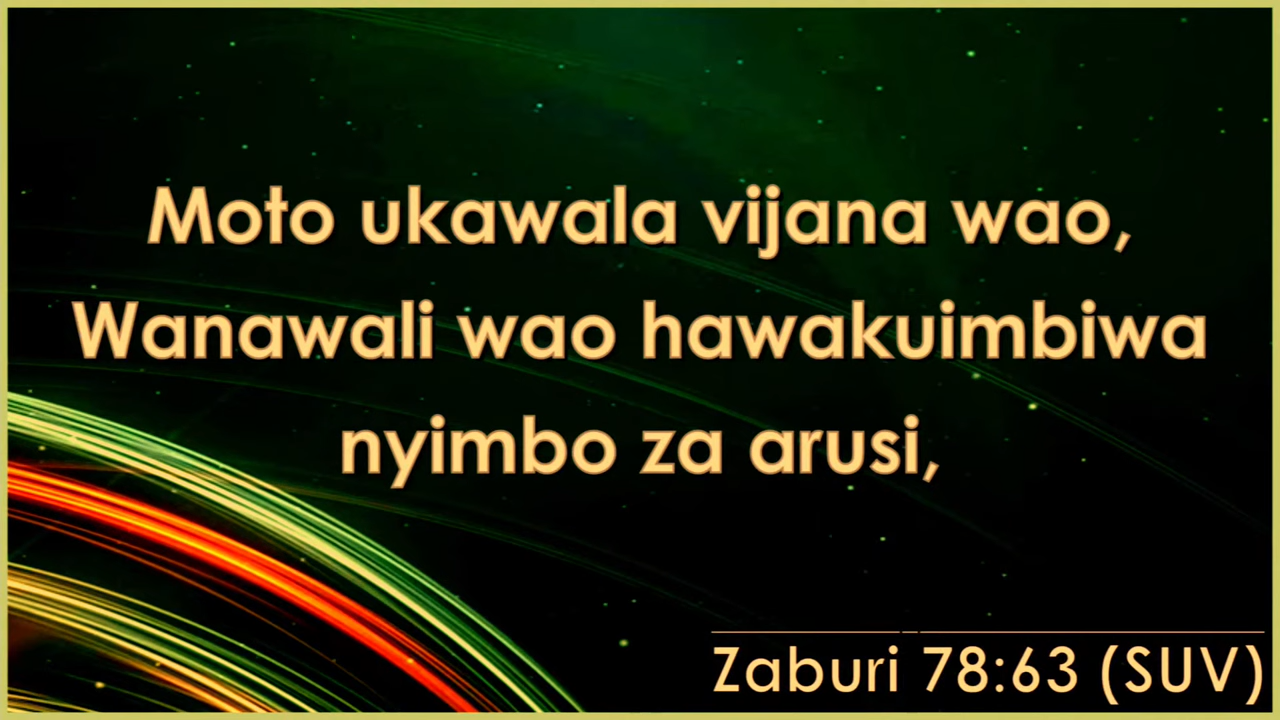 Moto ukawala vijana wao,
Wanawali wao hawakuimbiwa
nyimbo za arusi,
Zaburi 78:63 (SUV)